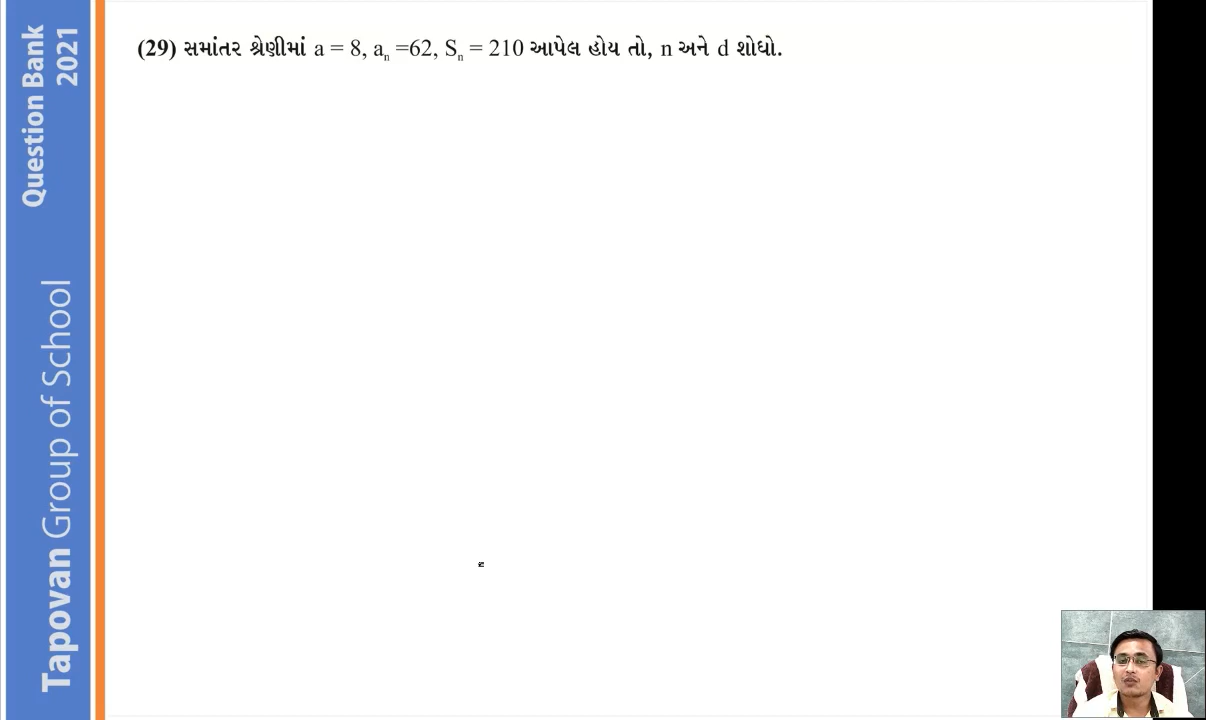 Question Bank
2021
Tapovan Group of School
(29) સમાંતર શ્રેણીમાં a = 8, aₙ =62, Sₙ = 210 આપેલ હોય તો, n અને d શોધો.